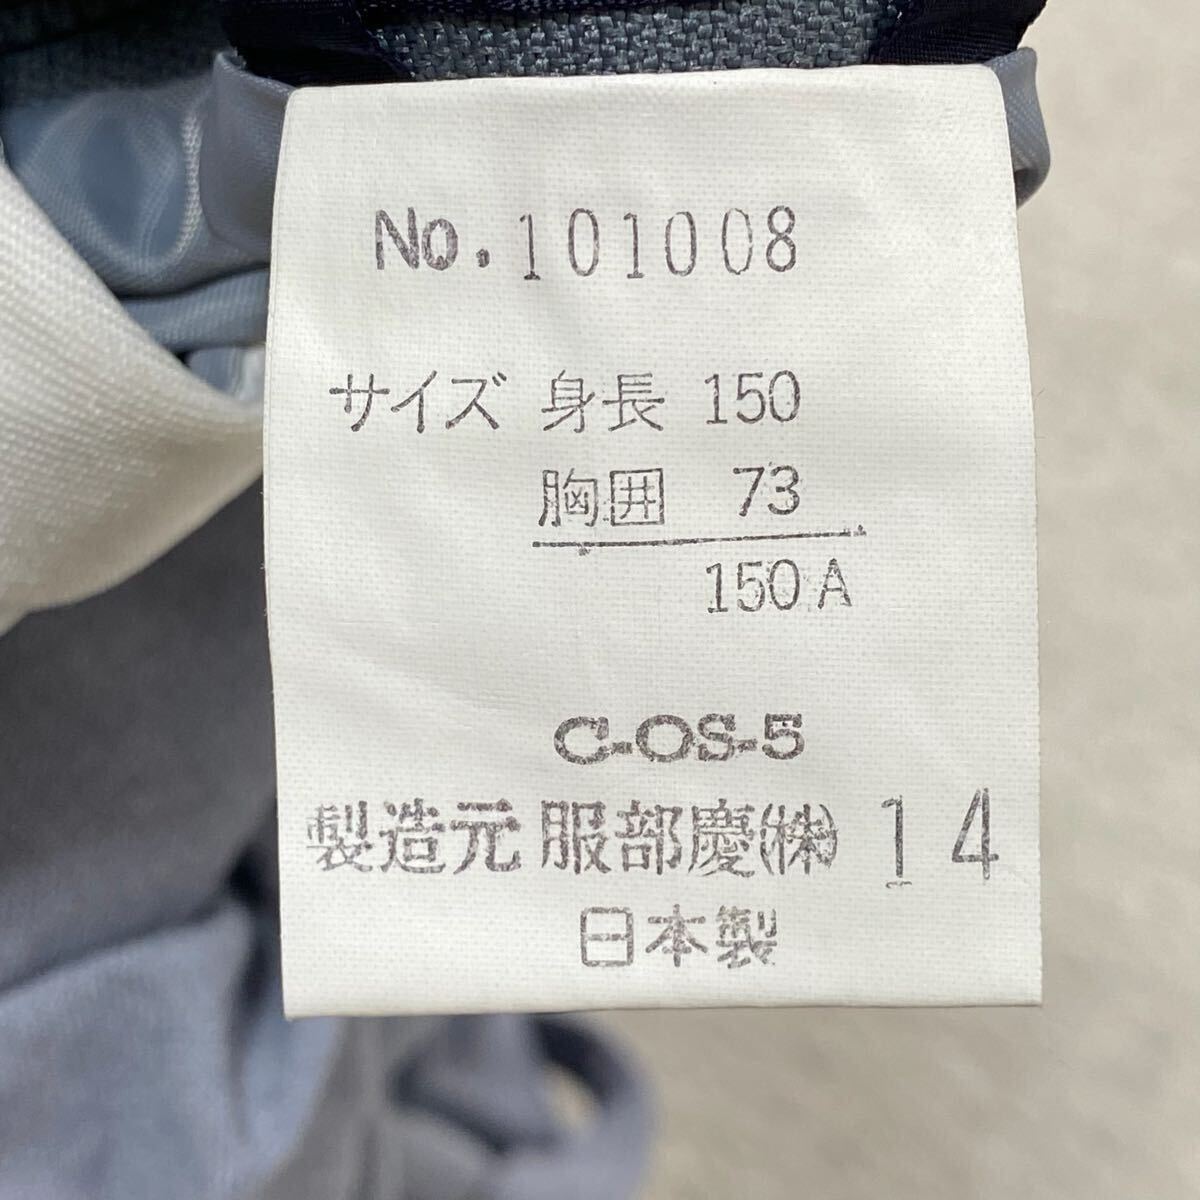 No. 101008
サイズ 身長 150
胸囲 73
150A
C-OS-5
製造元 服部慶(株) 14
日本製